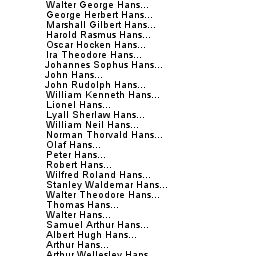 Walter George Hans...
George Herbert Hans...
Marshall Gilbert Hans...
Harold Rasmus Hans...
Oscar Hocken Hans...
Ira Theodore Hans...
Johannes Sophus Hans...
John Hans...
John Rudolph Hans...
William Kenneth Hans...
Lionel Hans...
Lyall Sherlaw Hans...
William Neil Hans...
Norman Thorvald Hans...
Olaf Hans...
Peter Hans...
Robert Hans...
Wilfred Roland Hans...
Stanley Waldemar Hans...
Walter Theodore Hans...
Thomas Hans...
Walter Hans...
Samuel Arthur Hans...
Albert Hugh Hans...
Arthur Hans...
Arthur Wellesley Hans...